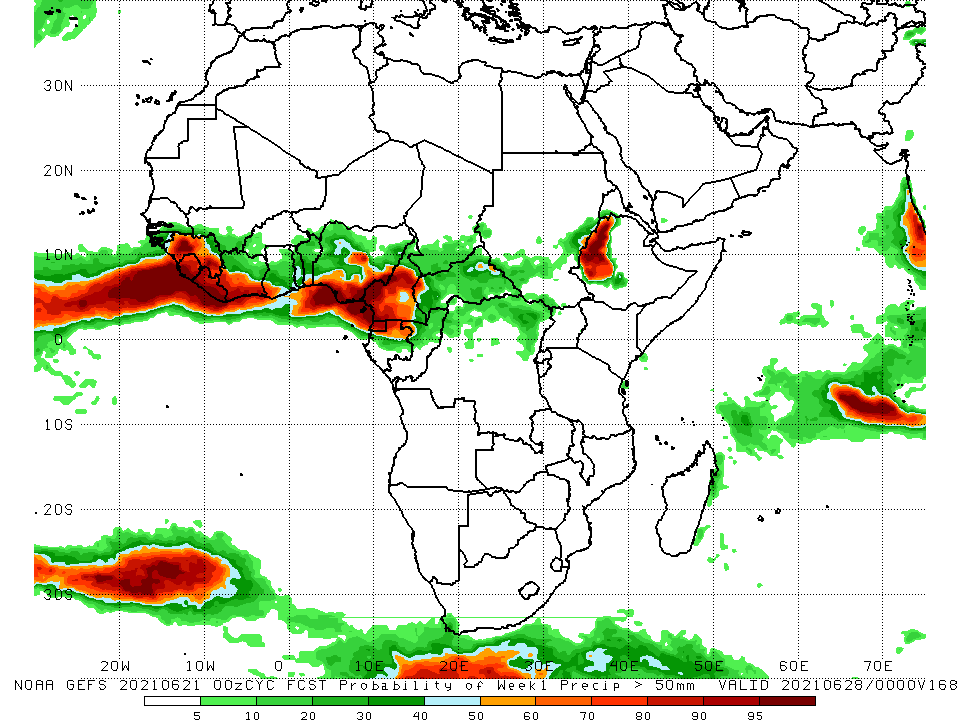 30N
20N
10N
0
10S
20S
30S
20W 10W 0 10E 20E 30E 40E 50E 60E 70E
NOAA GEFS 20210621 00zCYC FCST Probability of Week1 Precip > 50mm VALID 20210628/0000V168
5 10 20 30 40 50 60 70 80 90 95